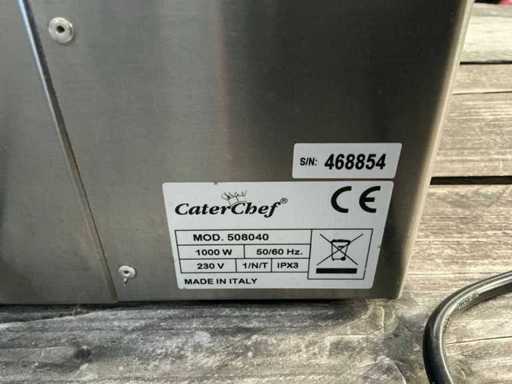 S/N: 468854
CaterChef® CE
MOD. 508040
1000 W 50/60 Hz.
230 V 1/N/T IPX3
MADE IN ITALY